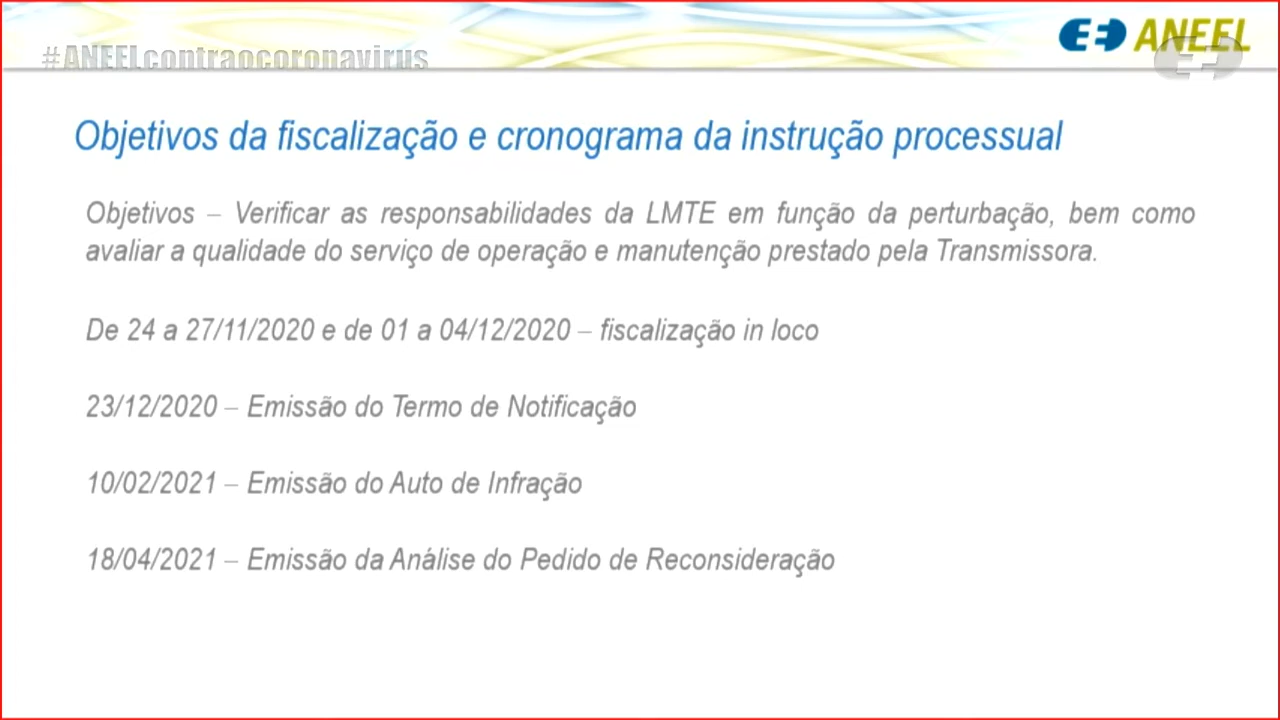 #ANEELcontraocoronavirus
ANEEL
Objetivos da fiscalização e cronograma da instrução processual
Objetivos – Verificar as responsabilidades da LMTE em função da perturbação, bem como
avaliar a qualidade do serviço de operação e manutenção prestado pela Transmissora.
De 24 a 27/11/2020 e de 01 a 04/12/2020 – fiscalização in loco
23/12/2020 – Emissão do Termo de Notificação
10/02/2021 – Emissão do Auto de Infração
18/04/2021 – Emissão da Análise do Pedido de Reconsideração